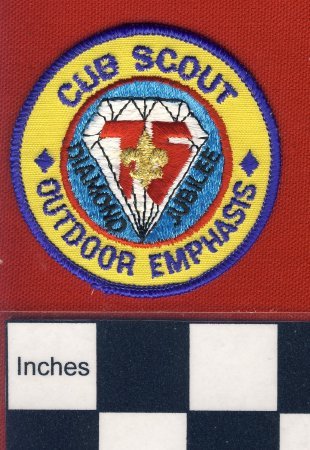 CUB SCOUT
75
DIAMOND JUBILEE
OUTDOOR EMPHASIS
Inches